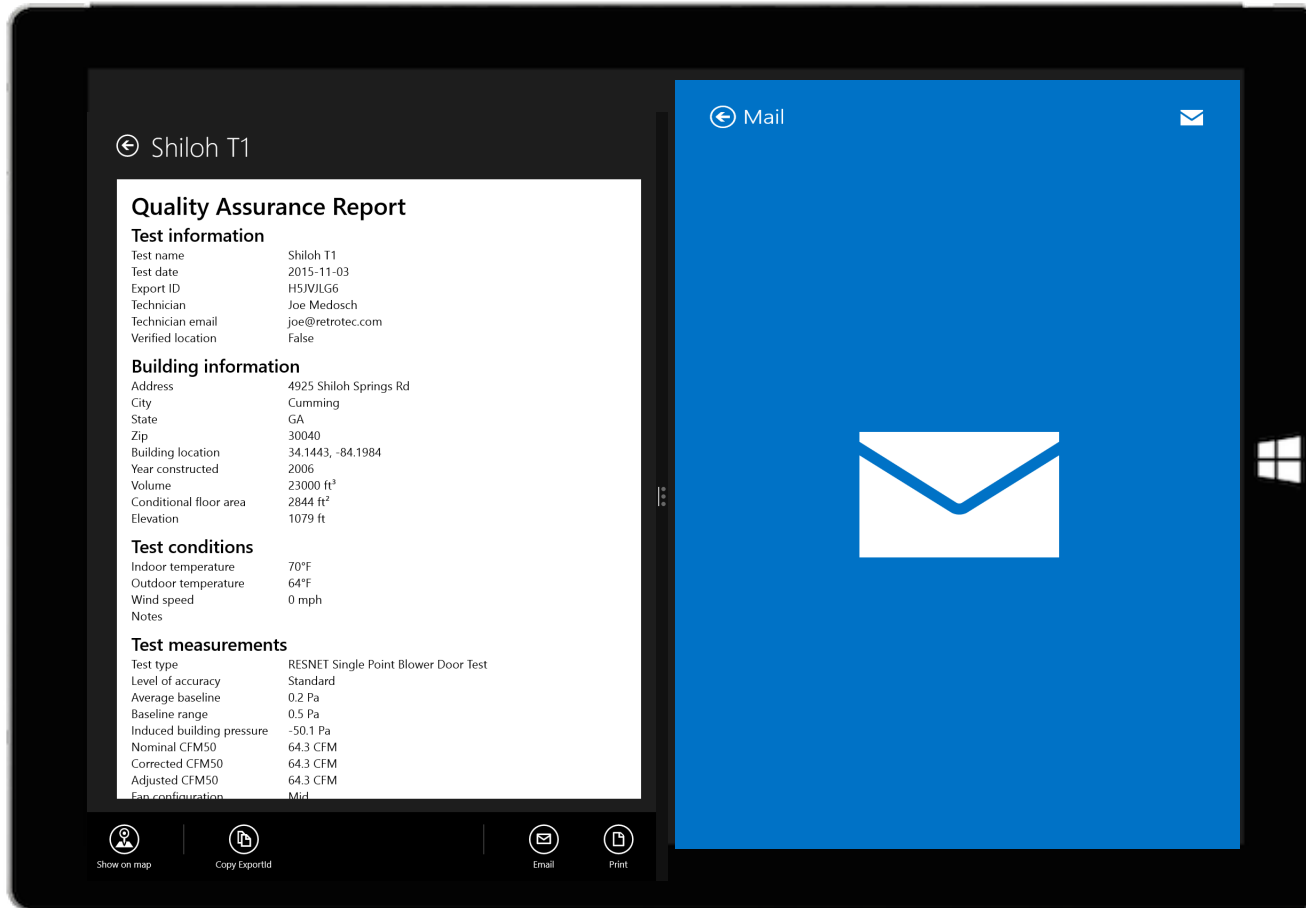 Shiloh T1
Quality Assurance Report
Test information
Test name Shiloh T1
Test date 2015-11-03
Export ID H5JVJLG6
Technician Joe Medosch
Technician email joe@retrotec.com
Verified location False
Building information
Address 4925 Shiloh Springs Rd
City Cumming
State GA
Zip 30040
Building location 34.1443, -84.1984
Year constructed 2006
Volume 23000 ft³
Conditional floor area 2844 ft²
Elevation 1079 ft
Test conditions
Indoor temperature 70°F
Outdoor temperature 64°F
Wind speed 0 mph
Notes
Test measurements
Test type RESNET Single Point Blower Door Test
Level of accuracy Standard
Average baseline 0.2 Pa
Baseline range 0.5 Pa
Induced building pressure -50.1 Pa
Nominal CFM50 64.3 CFM
Corrected CFM50 64.3 CFM
Adjusted CFM50 64.3 CFM
Fan configuration Mid
Show on map Copy ExportId Email Print
Mail